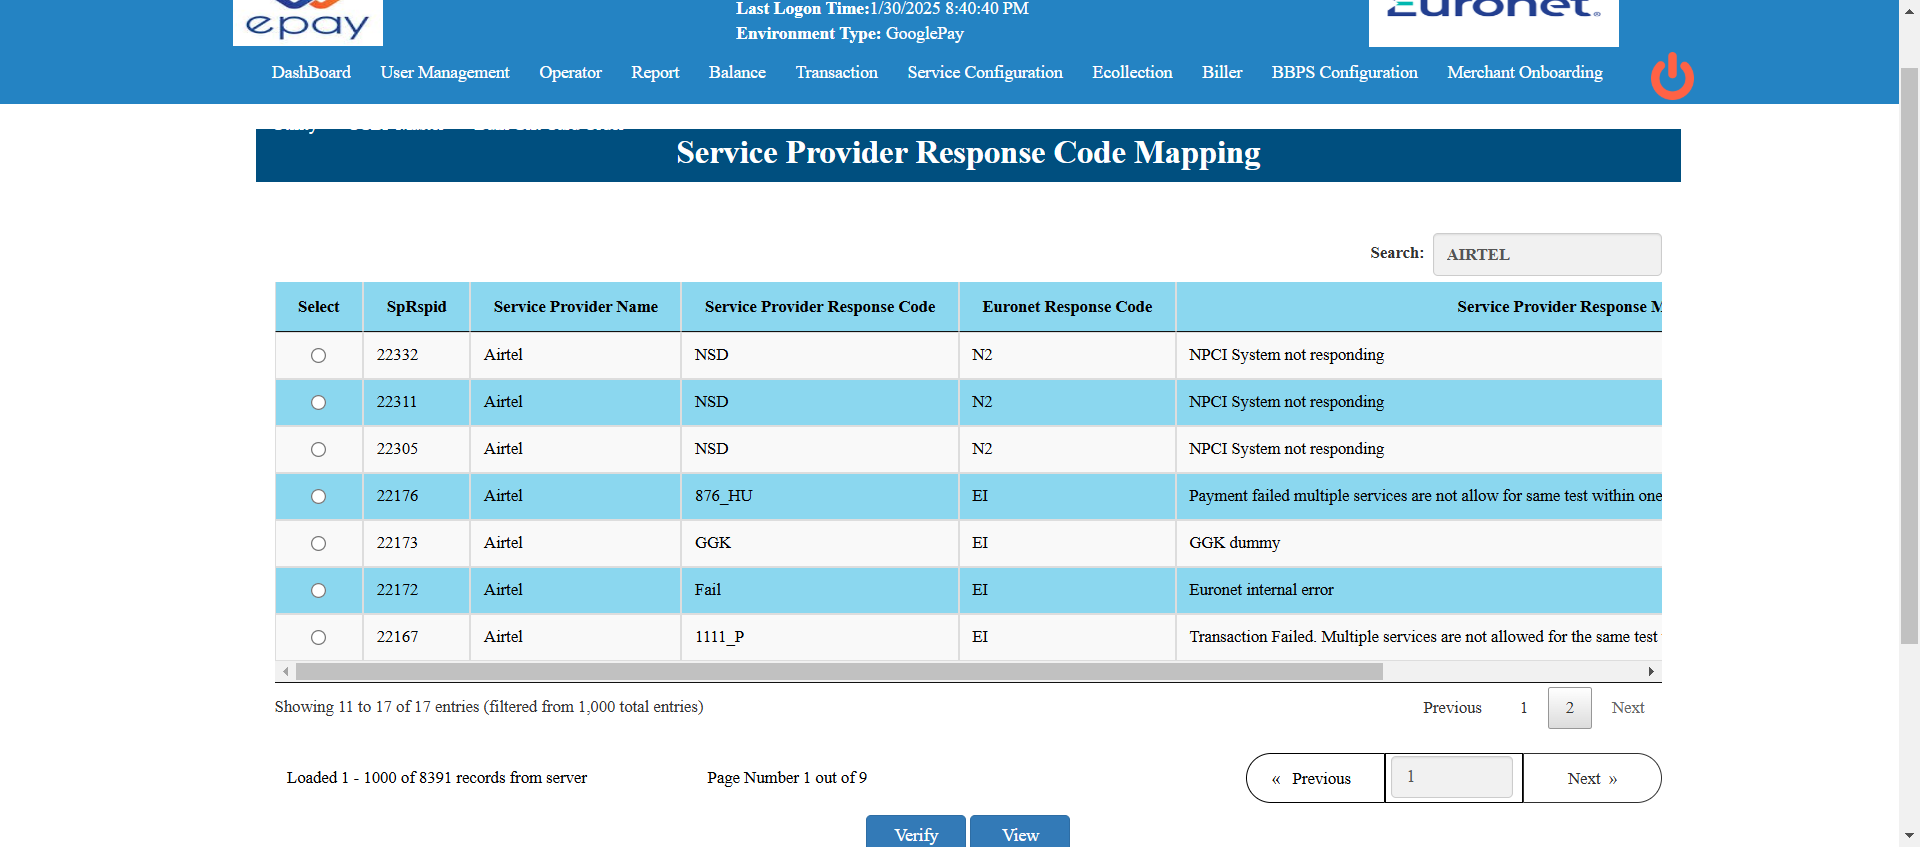 epay
Last Logon Time:1/30/2025 8:40:40 PM
Euronet
Environment Type: GooglePay
DashBoard User Management Operator Report Balance Transaction Service Configuration Ecollection Biller BBPS Configuration Merchant Onboarding
Service Provider Response Code Mapping
Search: AIRTEL
Select SpRspid Service Provider Name Service Provider Response Code Euronet Response Code Service Provider Response M
22332 Airtel NSD N2 NPCI System not responding
22311 Airtel NSD N2 NPCI System not responding
22305 Airtel NSD N2 NPCI System not responding
22176 Airtel 876_HU EI Payment failed multiple services are not allow for same test within one
22173 Airtel GGK EI GGK dummy
22172 Airtel Fail EI Euronet internal error
22167 Airtel 1111_P EI Transaction Failed. Multiple services are not allowed for the same test
Showing 11 to 17 of 17 entries (filtered from 1,000 total entries)
Previous 1 2 Next
Loaded 1 - 1000 of 8391 records from server
Page Number 1 out of 9
« Previous 1 Next »
Verify View